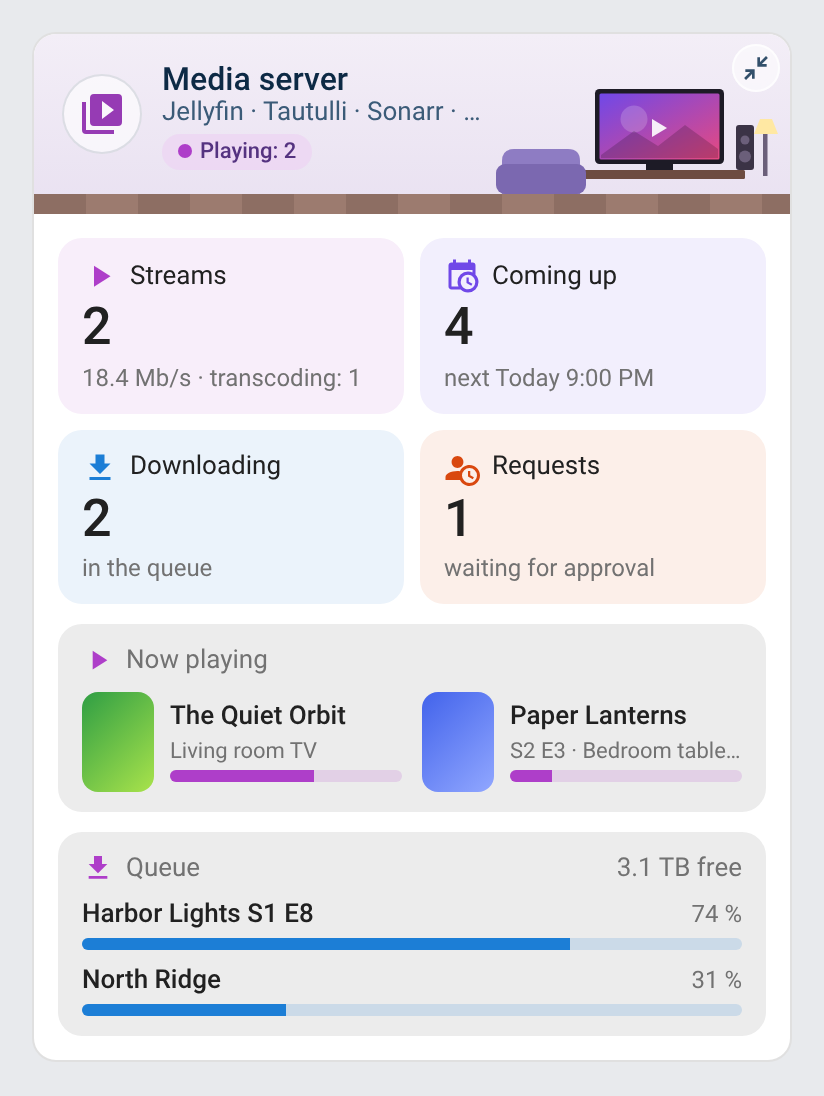 Media server
Jellyfin · Tautulli · Sonarr · …
Playing: 2
Streams
2
18.4 Mb/s · transcoding: 1
Coming up
4
next Today 9:00 PM
Downloading
2
in the queue
Requests
1
waiting for approval
Now playing
The Quiet Orbit
Living room TV
Paper Lanterns
S2 E3 · Bedroom table…
Queue
3.1 TB free
Harbor Lights S1 E8
74 %
North Ridge
31 %